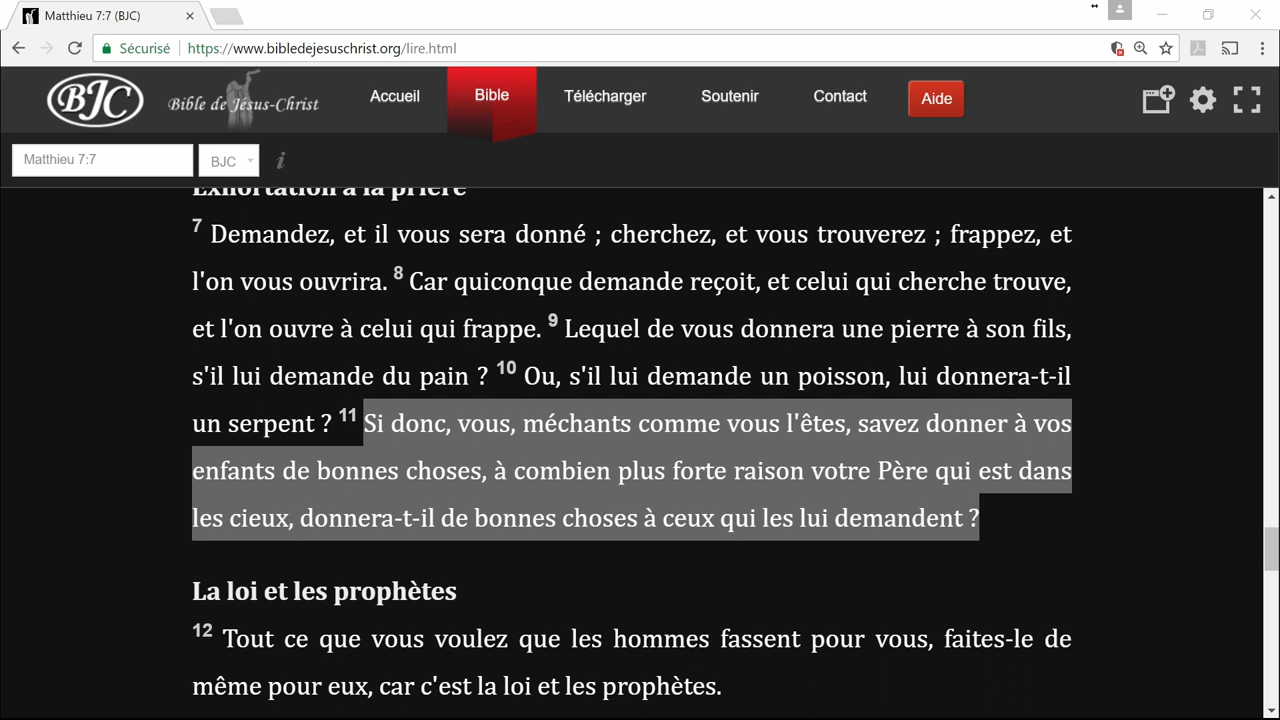 Matthieu 7:7 (BJC)
Sécurisé https://www.bibledejesuschrist.org/lire.html
BJC Bible de Jésus-Christ Accueil Bible Télécharger Soutenir Contact Aide
Matthieu 7:7 BJC i
Exhortation à la prière
7 Demandez, et il vous sera donné ; cherchez, et vous trouverez ; frappez, et
l'on vous ouvrira. 8 Car quiconque demande reçoit, et celui qui cherche trouve,
et l'on ouvre à celui qui frappe. 9 Lequel de vous donnera une pierre à son fils,
s'il lui demande du pain ? 10 Ou, s'il lui demande un poisson, lui donnera-t-il
un serpent ? 11 Si donc, vous, méchants comme vous l'êtes, savez donner à vos
enfants de bonnes choses, à combien plus forte raison votre Père qui est dans
les cieux, donnera-t-il de bonnes choses à ceux qui les lui demandent ?
La loi et les prophètes
12 Tout ce que vous voulez que les hommes fassent pour vous, faites-le de
même pour eux, car c'est la loi et les prophètes.